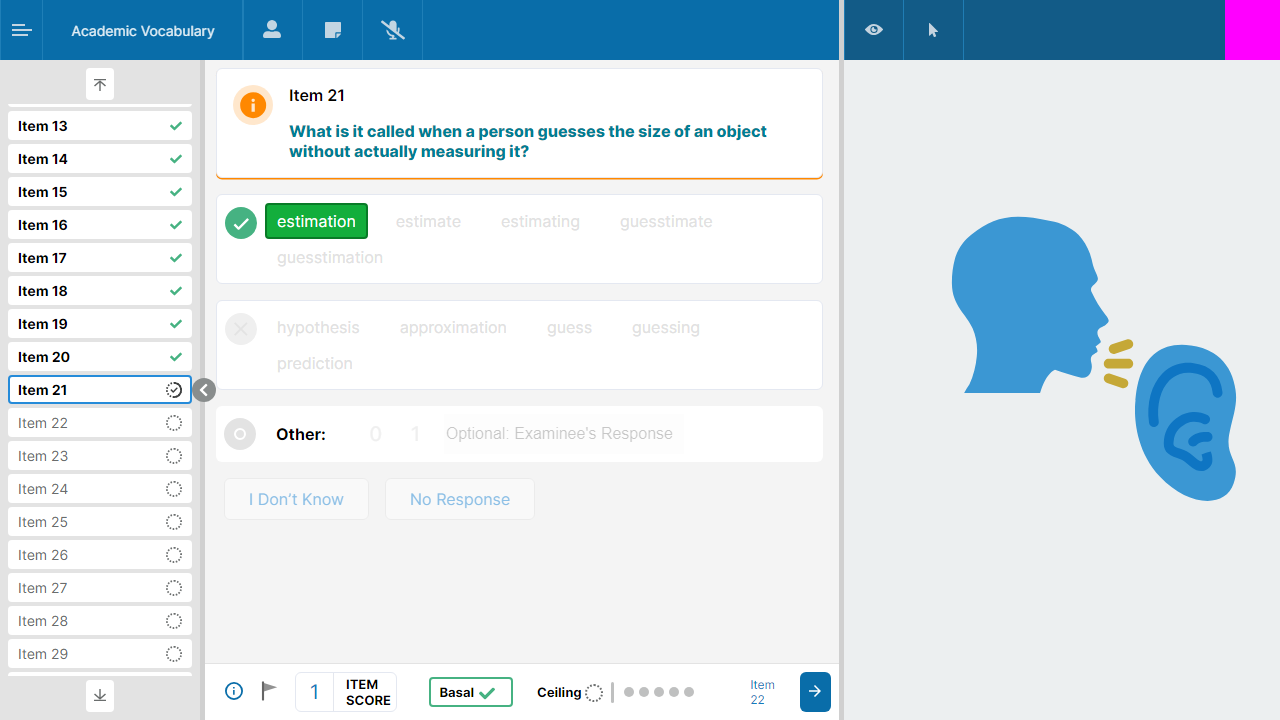 Academic Vocabulary
Item 13
Item 14
Item 15
Item 16
Item 17
Item 18
Item 19
Item 20
Item 21
Item 22
Item 23
Item 24
Item 25
Item 26
Item 27
Item 28
Item 29
Item 21
What is it called when a person guesses the size of an object
without actually measuring it?
estimation estimate estimating guesstimate
guesstimation
hypothesis approximation guess guessing
prediction
Other: 0 1 Optional: Examinee's Response
I Don't Know No Response
1 ITEM
SCORE
Basal
Ceiling
Item
22